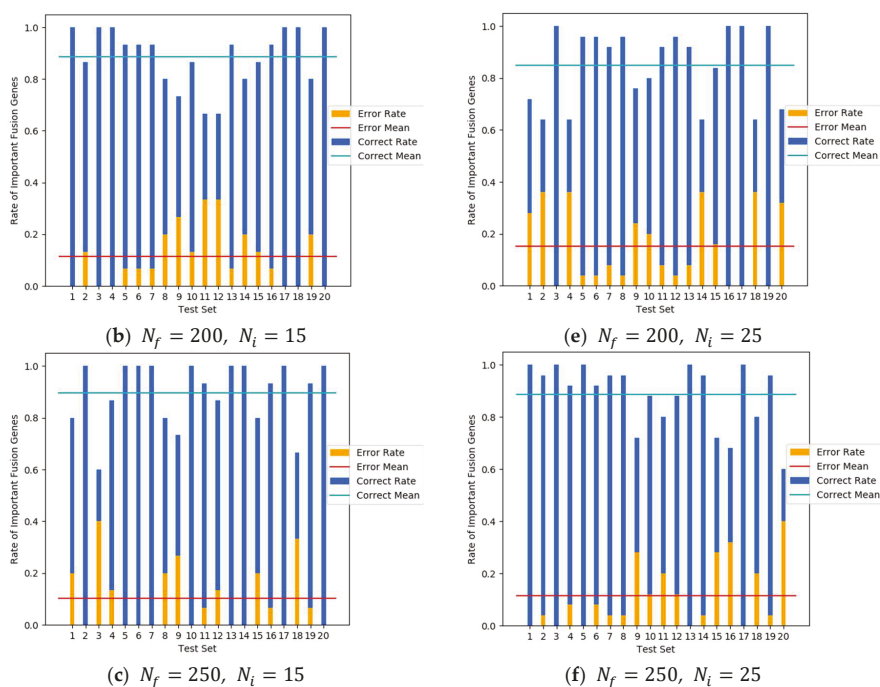 Rate of Important Fusion Genes
1.0
0.8
0.6
0.4
0.2
0.0
1 2 3 4 5 6 7 8 9 10 11 12 13 14 15 16 17 18 19 20
Test Set
Error Rate
Error Mean
Correct Rate
Correct Mean
(b) N_f = 200, N_i = 15
Rate of Important Fusion Genes
1.0
0.8
0.6
0.4
0.2
0.0
1 2 3 4 5 6 7 8 9 10 11 12 13 14 15 16 17 18 19 20
Test Set
Error Rate
Error Mean
Correct Rate
Correct Mean
(e) N_f = 200, N_i = 25
Rate of Important Fusion Genes
1.0
0.8
0.6
0.4
0.2
0.0
1 2 3 4 5 6 7 8 9 10 11 12 13 14 15 16 17 18 19 20
Test Set
Error Rate
Error Mean
Correct Rate
Correct Mean
(c) N_f = 250, N_i = 15
Rate of Important Fusion Genes
1.0
0.8
0.6
0.4
0.2
0.0
1 2 3 4 5 6 7 8 9 10 11 12 13 14 15 16 17 18 19 20
Test Set
Error Rate
Error Mean
Correct Rate
Correct Mean
(f) N_f = 250, N_i = 25